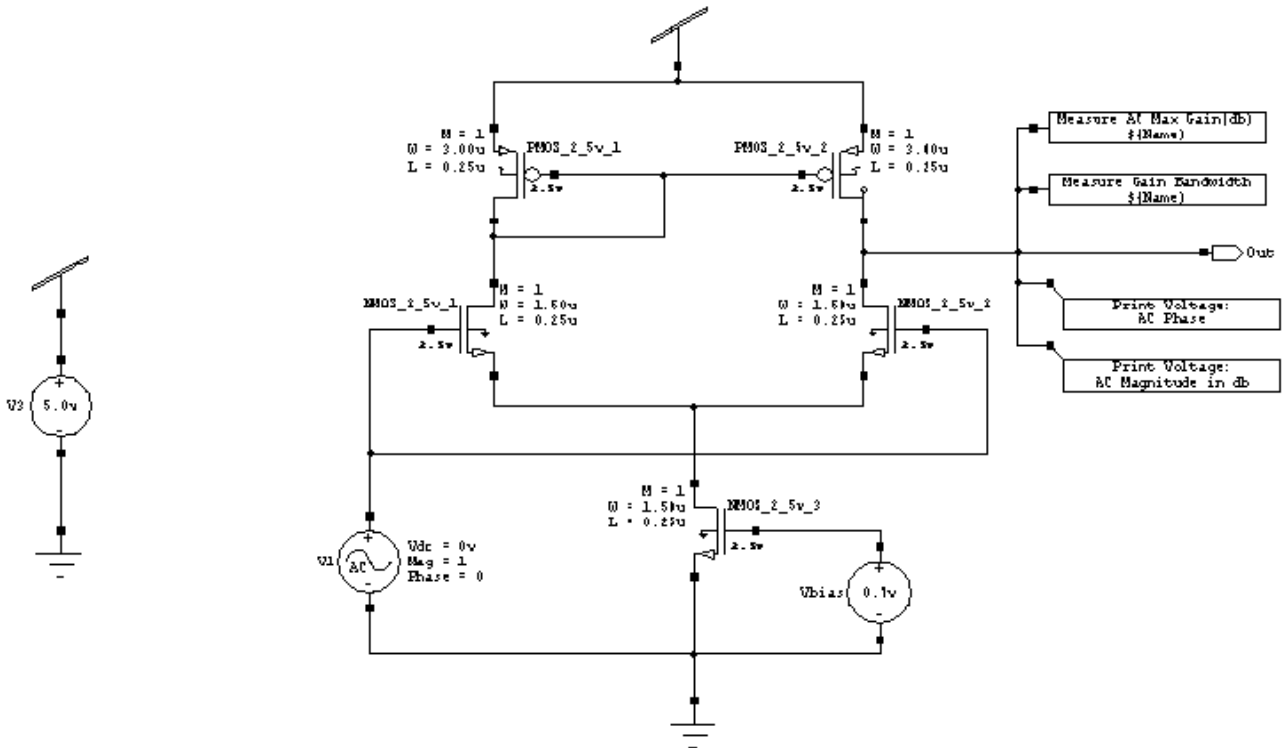 Measure AC Max Gain(db)
${Name)
M = 1
W = 3.00u
L = 0.25u
PMOS_2_5v_1
2.5v
PMOS_2_5v_2
2.5v
M = 1
L = 0.25u
Measure Gain Bandwidth
${Name)
Out
NMOS_2_5v_1
2.5v
M = 1
L = 0.25u
M = 1
L = 0.25u
NMOS_2_5v_2
2.5v
Print Voltage:
AC Phase
Print Voltage:
AC Magnitude in db
V3
5.0v
M = 1
L = 0.25u
NMOS_2_5v_3
2.5v
V1
AC
Vdc = 0v
Mag = 1
Phase = 0
Vbias